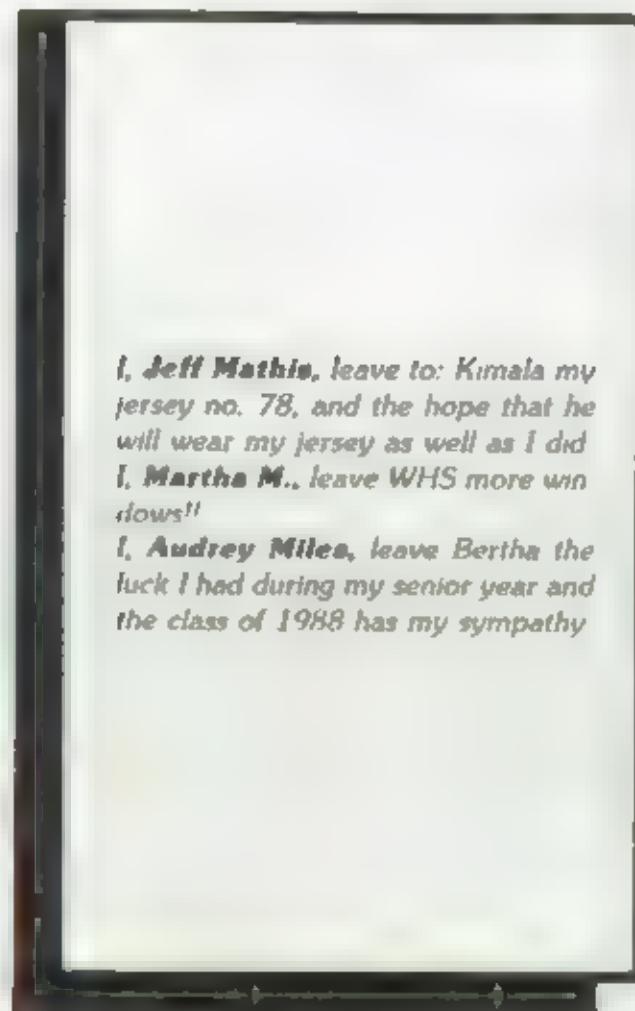 I, Jeff Mathis, leave to: Kimala my
jersey no. 78, and the hope that he
will wear my jersey as well as I did
I, Martha M., leave WHS more win
dows!!
I, Audrey Miles, leave Bertha the
luck I had during my senior year and
the class of 1988 has my sympathy